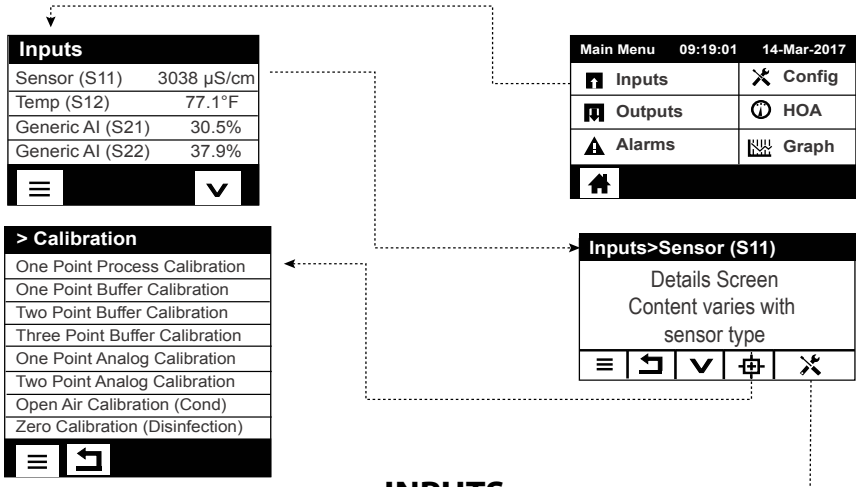 Inputs
Sensor (S11) 3038 µS/cm
Temp (S12) 77.1°F
Generic AI (S21) 30.5%
Generic AI (S22) 37.9%
Main Menu 09:19:01 14-Mar-2017
Inputs Config
Outputs HOA
Alarms Graph
> Calibration
One Point Process Calibration
One Point Buffer Calibration
Two Point Buffer Calibration
Three Point Buffer Calibration
One Point Analog Calibration
Two Point Analog Calibration
Open Air Calibration (Cond)
Zero Calibration (Disinfection)
Inputs>Sensor (S11)
Details Screen
Content varies with
sensor type
INPUTS